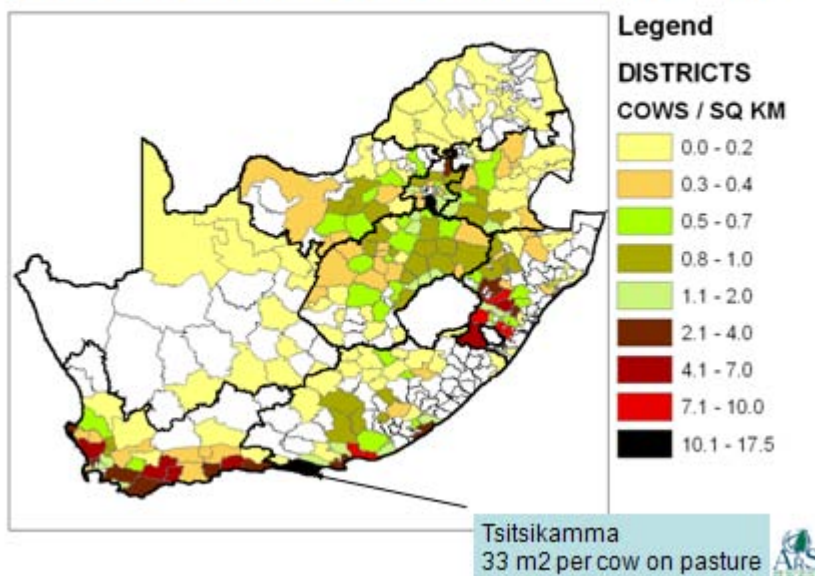 Legend
DISTRICTS
COWS / SQ KM
0.0 - 0.2
0.3 - 0.4
0.5 - 0.7
0.8 - 1.0
1.1 - 2.0
2.1 - 4.0
4.1 - 7.0
7.1 - 10.0
10.1 - 17.5
Tsitsikamma
33 m2 per cow on pasture